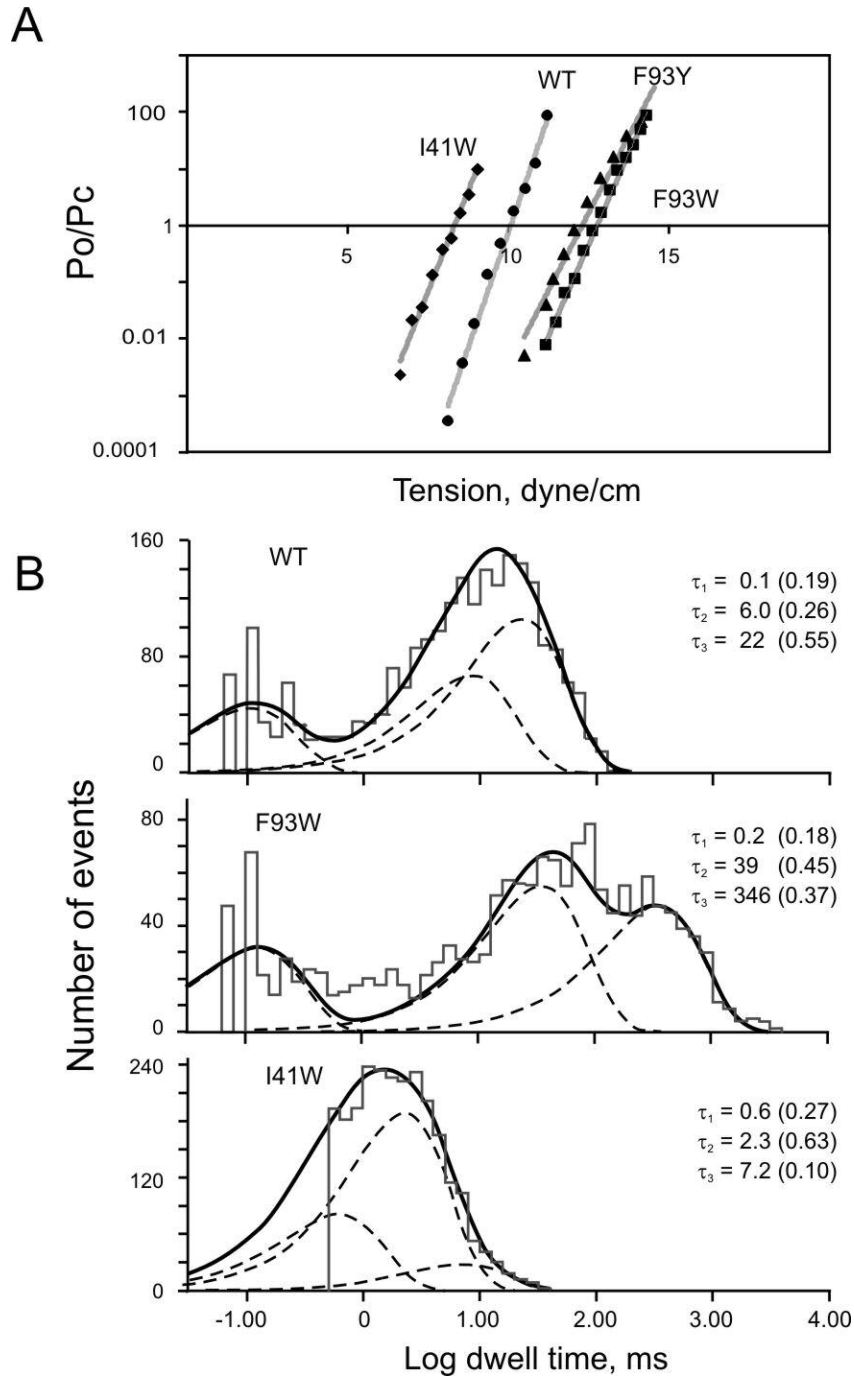 A
WT
F93Y
I41W
F93W
100
1
0.01
0.0001
5
10
15
Po/Pc
Tension, dyne/cm
B
WT
160
80
0
τ1 = 0.1 (0.19)
τ2 = 6.0 (0.26)
τ3 = 22 (0.55)
F93W
80
40
0
τ1 = 0.2 (0.18)
τ2 = 39 (0.45)
τ3 = 346 (0.37)
Number of events
I41W
240
120
0
τ1 = 0.6 (0.27)
τ2 = 2.3 (0.63)
τ3 = 7.2 (0.10)
-1.00 0 1.00 2.00 3.00 4.00
Log dwell time, ms